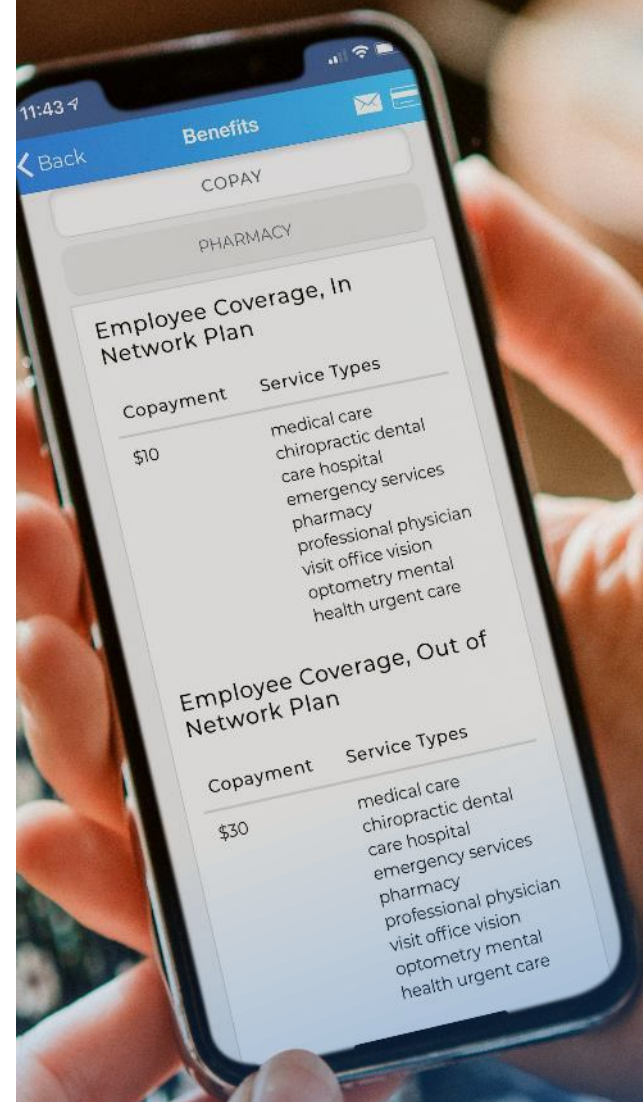 11:43
Back
Benefits
COPAY
PHARMACY
Employee Coverage, In
Network Plan
Copayment Service Types
$10
medical care
chiropractic dental
care hospital
emergency services
pharmacy
professional physician
visit office vision
optometry mental
health urgent care
Employee Coverage, Out of
Network Plan
Copayment Service Types
$30
medical care
chiropractic dental
care hospital
emergency services
pharmacy
professional physician
visit office vision
optometry mental
health urgent care